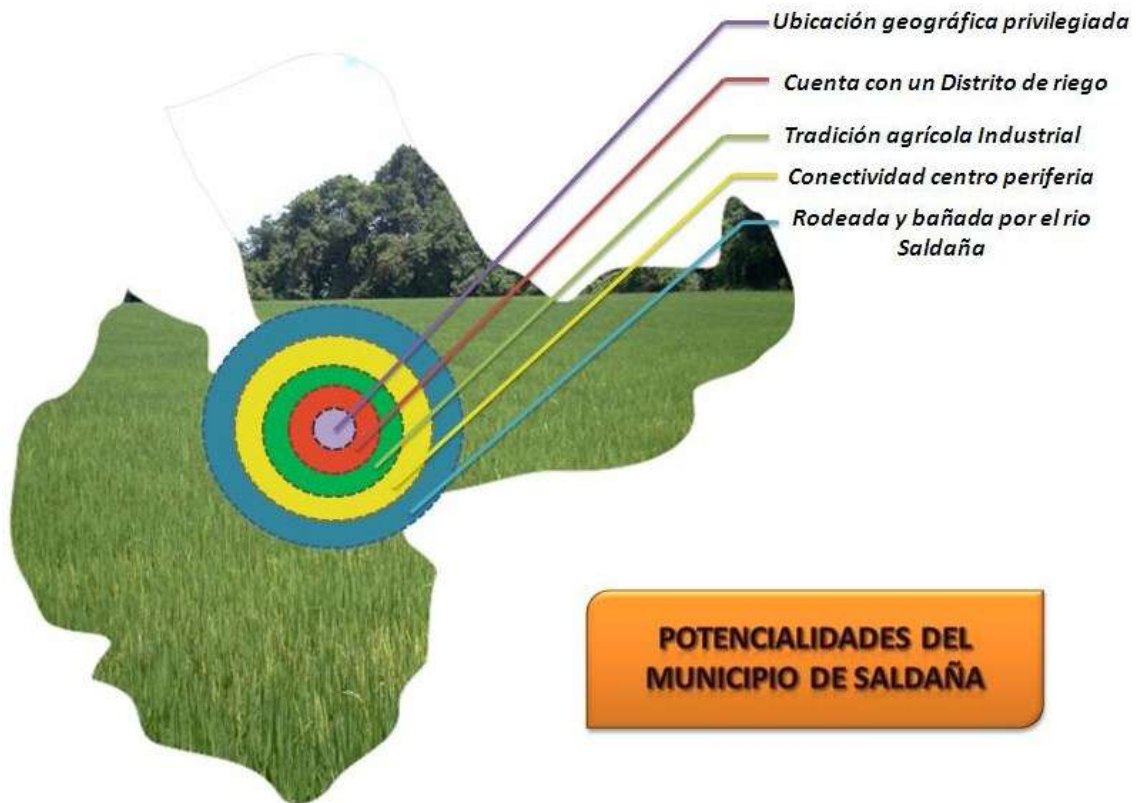 Ubicación geográfica privilegiada
Cuenta con un Distrito de riego
Tradición agrícola Industrial
Conectividad centro periferia
Rodeada y bañada por el rio
Saldaña
POTENCIALIDADES DEL
MUNICIPIO DE SALDAÑA